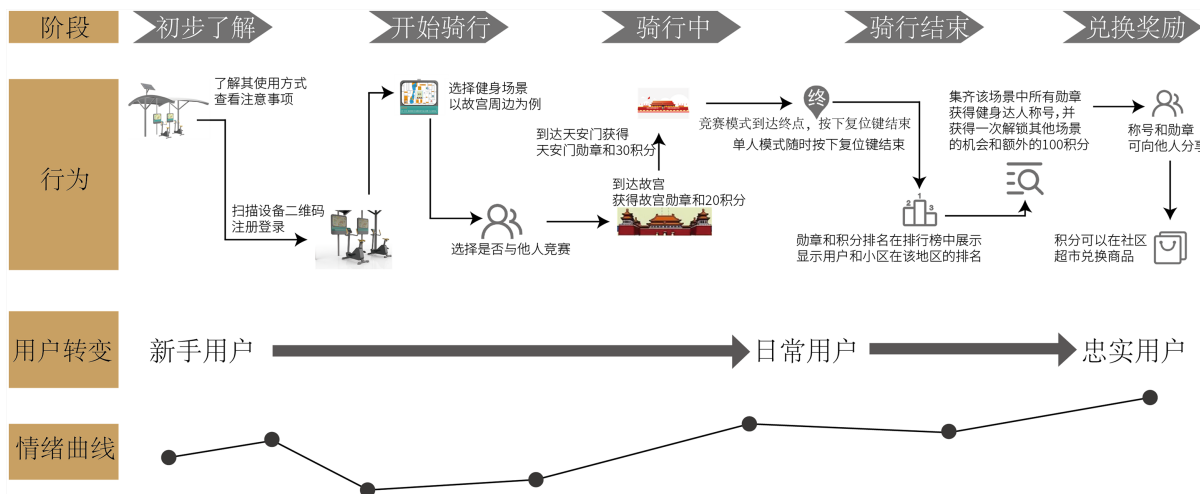 阶段
初步了解
开始骑行
骑行中
骑行结束
兑换奖励
行为
了解其使用方式
查看注意事项
扫描设备二维码
注册登录
选择健身场景
以故宫周边为例
选择是否与他人竞赛
到达故宫
获得故宫勋章和20积分
到达天安门获得
天安门勋章和30积分
终
竞赛模式到达终点，按下复位键结束
单人模式随时按下复位键结束
1
2
3
勋章和积分排名在排行榜中展示
显示用户和小区在该地区的排名
集齐该场景中所有勋章
获得健身达人称号,并
获得一次解锁其他场景
的机会和额外的100积分
称号和勋章
可向他人分享
积分可以在社区
超市兑换商品
用户转变
新手用户
日常用户
忠实用户
情绪曲线